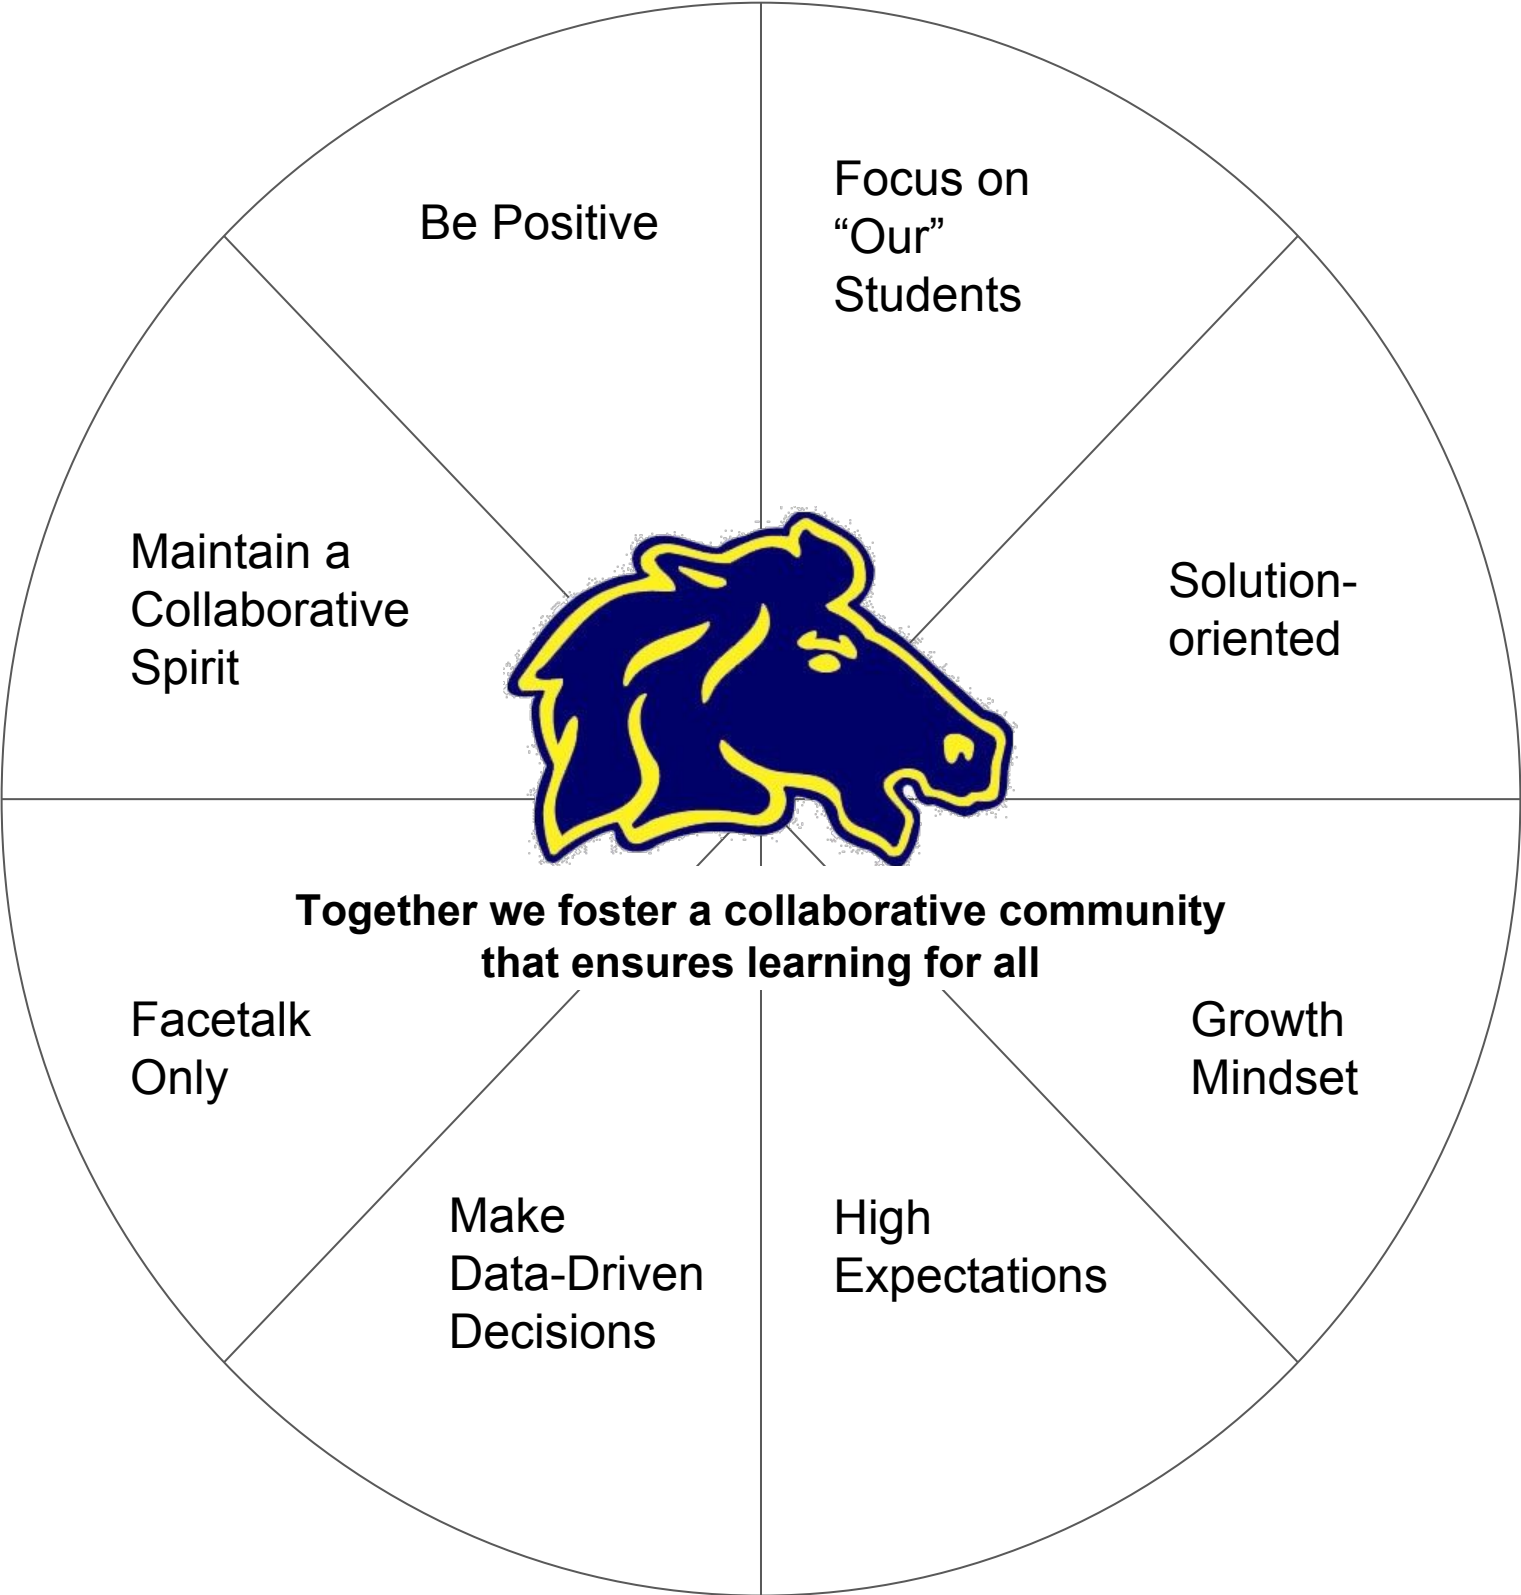 Be Positive
Focus on
“Our”
Students
Maintain a
Collaborative
Spirit
Solution-
oriented
Together we foster a collaborative community
that ensures learning for all
Facetalk
Only
Growth
Mindset
Make
Data-Driven
Decisions
High
Expectations